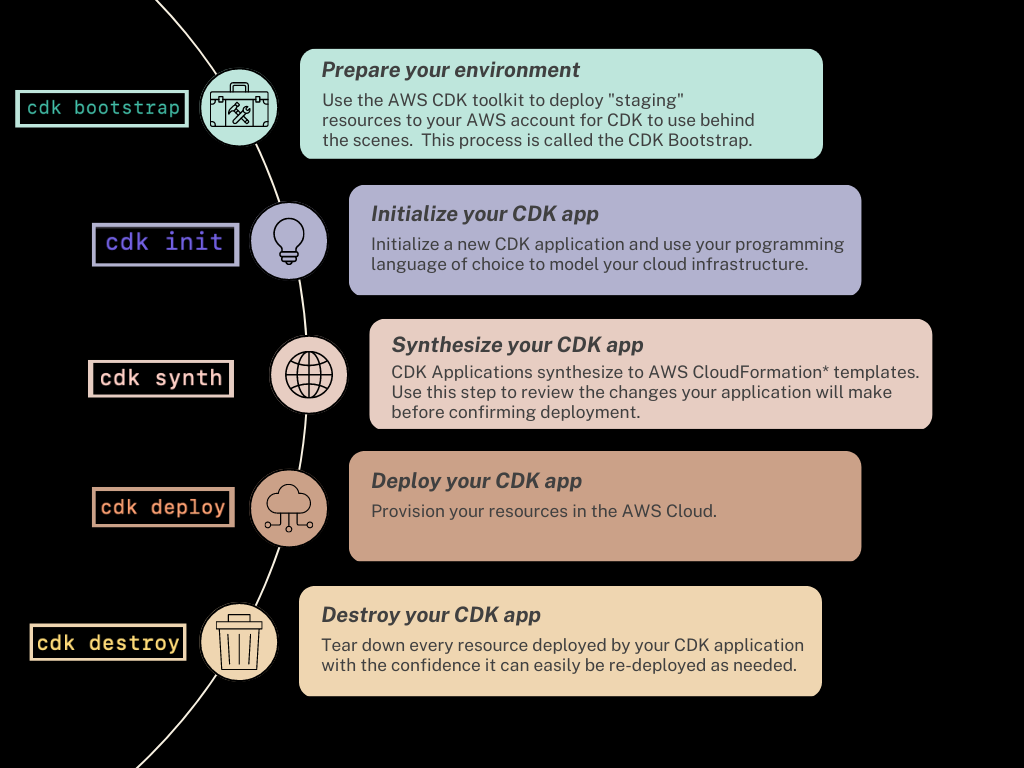 cdk bootstrap
Prepare your environment
Use the AWS CDK toolkit to deploy "staging"
resources to your AWS account for CDK to use behind
the scenes.  This process is called the CDK Bootstrap.
cdk init
Initialize your CDK app
Initialize a new CDK application and use your programming
language of choice to model your cloud infrastructure.
cdk synth
Synthesize your CDK app
CDK Applications synthesize to AWS CloudFormation* templates.
Use this step to review the changes your application will make
before confirming deployment.
cdk deploy
Deploy your CDK app
Provision your resources in the AWS Cloud.
cdk destroy
Destroy your CDK app
Tear down every resource deployed by your CDK application
with the confidence it can easily be re-deployed as needed.